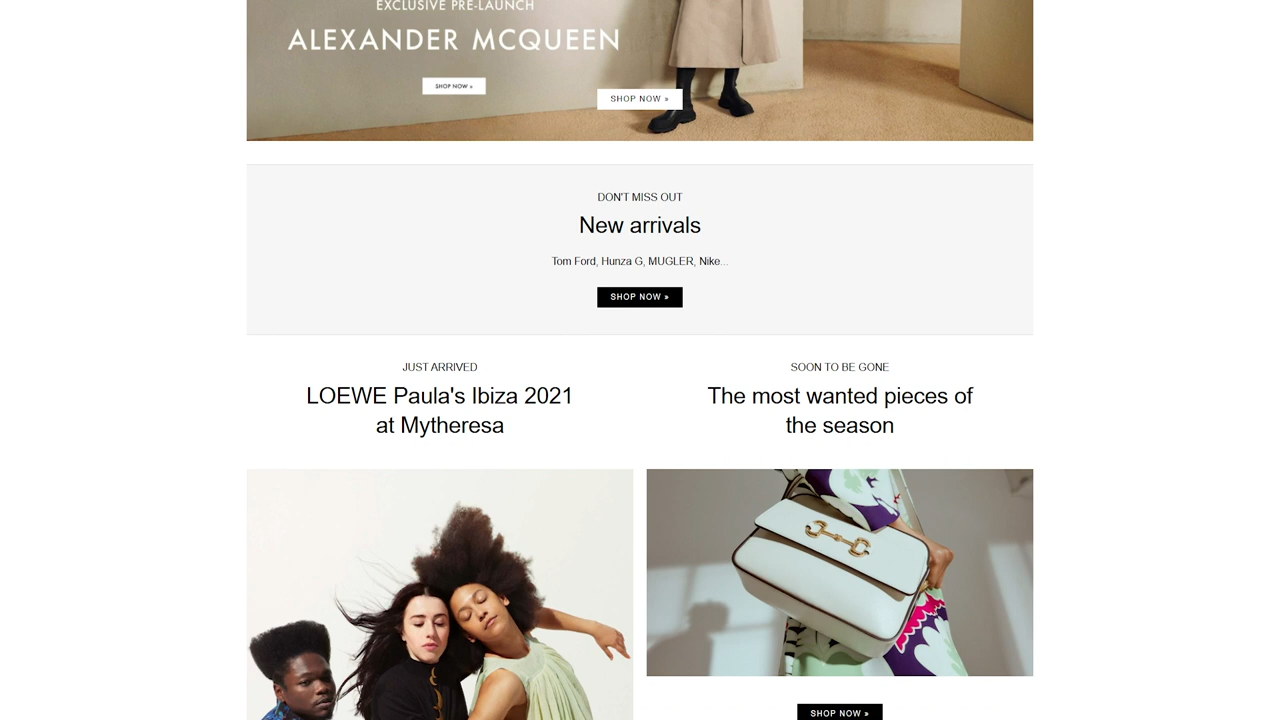 EXCLUSIVE PRE-LAUNCH
ALEXANDER MCQUEEN
SHOP NOW »
SHOP NOW »
DON'T MISS OUT
New arrivals
Tom Ford, Hunza G, MUGLER, Nike...
SHOP NOW »
JUST ARRIVED
LOEWE Paula's Ibiza 2021
at Mytheresa
SOON TO BE GONE
The most wanted pieces of
the season
SHOP NOW »